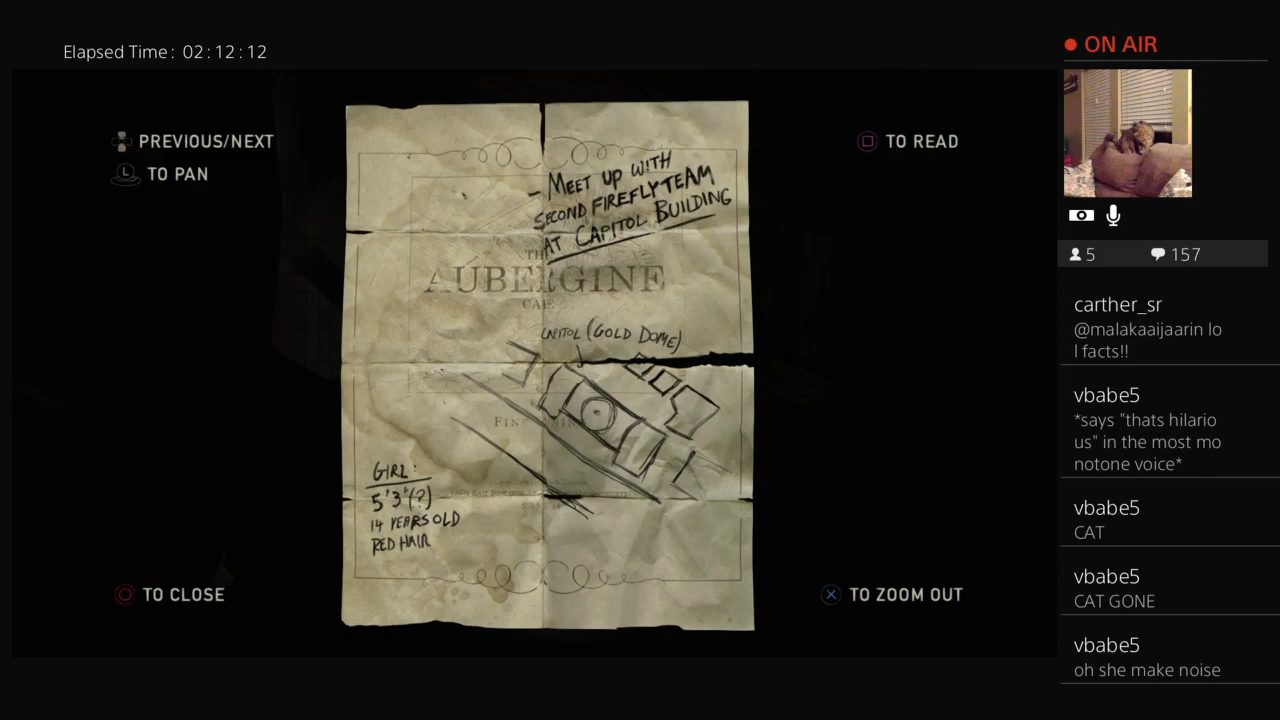 Elapsed Time: 02:12:12
PREVIOUS/NEXT
L TO PAN
TO READ
- MEET UP WITH
SECOND FIREFLY TEAM
AT CAPITOL BUILDING
THE
AUBERGINE
CAFE
CAPITOL (GOLD DOME)
FINE DINING
GIRL:
5'3"(?)
14 YEARS OLD
RED HAIR
TO CLOSE
TO ZOOM OUT
ON AIR
5 157
carther_sr
@malakaaijaarin lo
l facts!!
vbabe5
*says "thats hilario
us" in the most mo
notone voice*
vbabe5
CAT
vbabe5
CAT GONE
vbabe5
oh she make noise